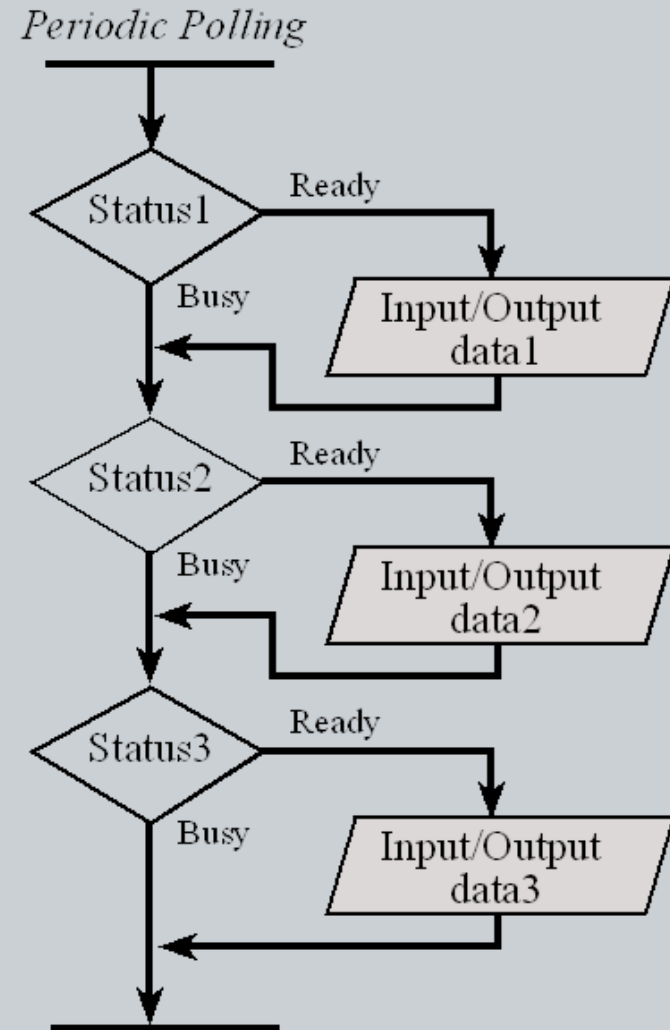 Periodic Polling
Status1
Ready
Busy
Input/Output
data1
Status2
Ready
Busy
Input/Output
data2
Status3
Ready
Busy
Input/Output
data3